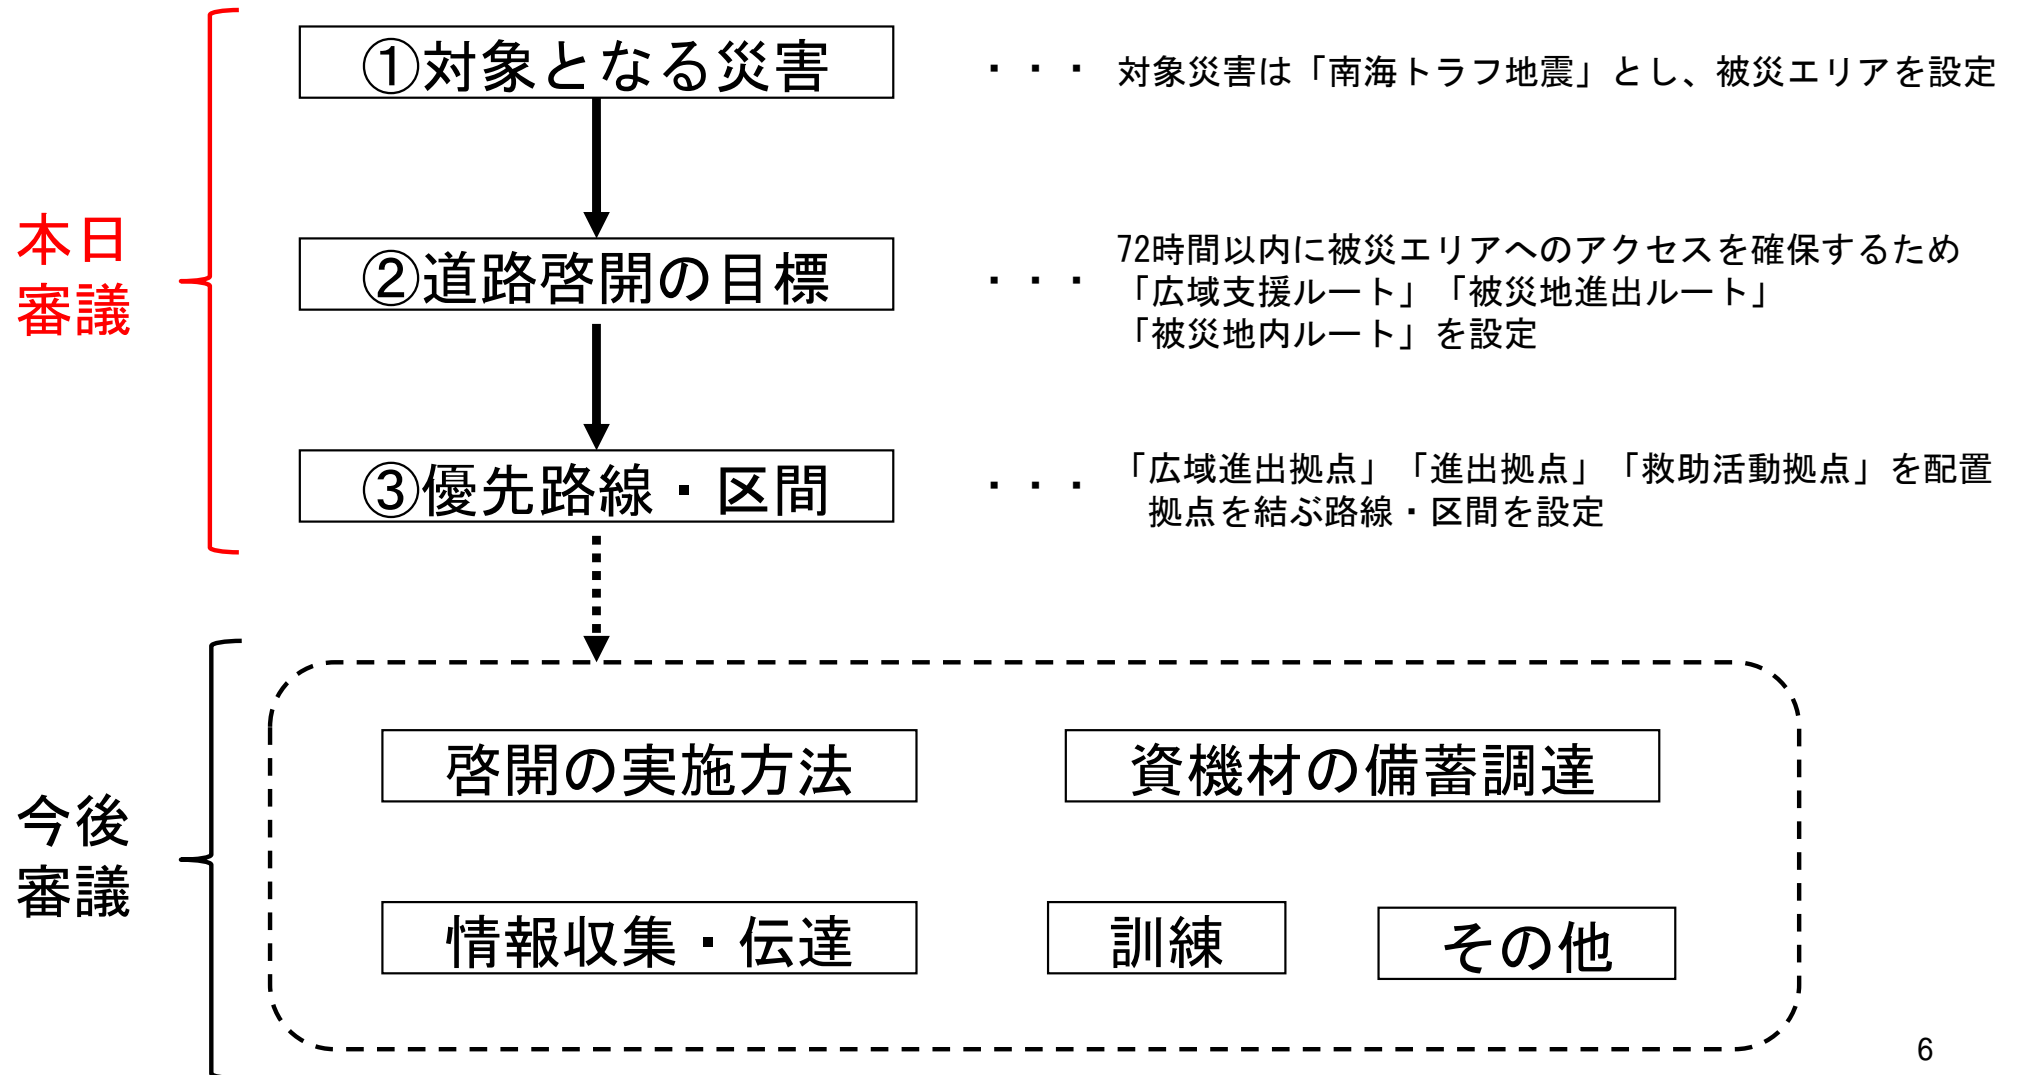 ①対象となる災害
・・・ 対象災害は「南海トラフ地震」とし、被災エリアを設定
本日
審議
②道路啓開の目標
・・・ 72時間以内に被災エリアへのアクセスを確保するため
「広域支援ルート」「被災地進出ルート」
「被災地内ルート」を設定
③優先路線・区間
・・・ 「広域進出拠点」「進出拠点」「救助活動拠点」を配置
拠点を結ぶ路線・区間を設定
今後
審議
啓開の実施方法
資機材の備蓄調達
情報収集・伝達
訓練
その他
6